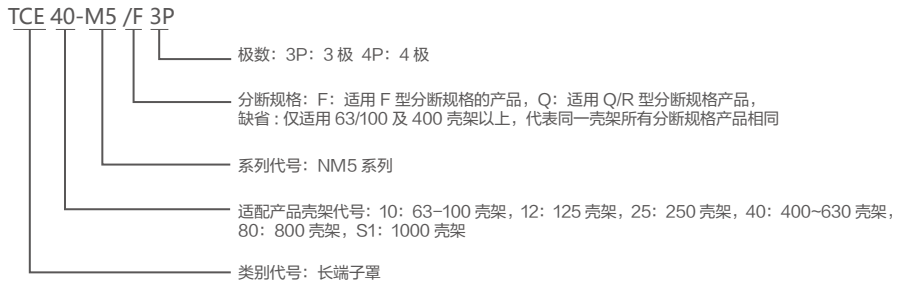 TCE 40-M5 /F 3P
极数：3P：3 极 4P：4 极
分断规格：F：适用 F 型分断规格的产品，Q：适用 Q/R 型分断规格产品，
缺省 : 仅适用 63/100 及 400 壳架以上，代表同一壳架所有分断规格产品相同
系列代号：NM5 系列
适配产品壳架代号：10：63-100 壳架，12：125 壳架，25：250 壳架，40：400~630 壳架，
80：800 壳架，S1：1000 壳架
类别代号：长端子罩